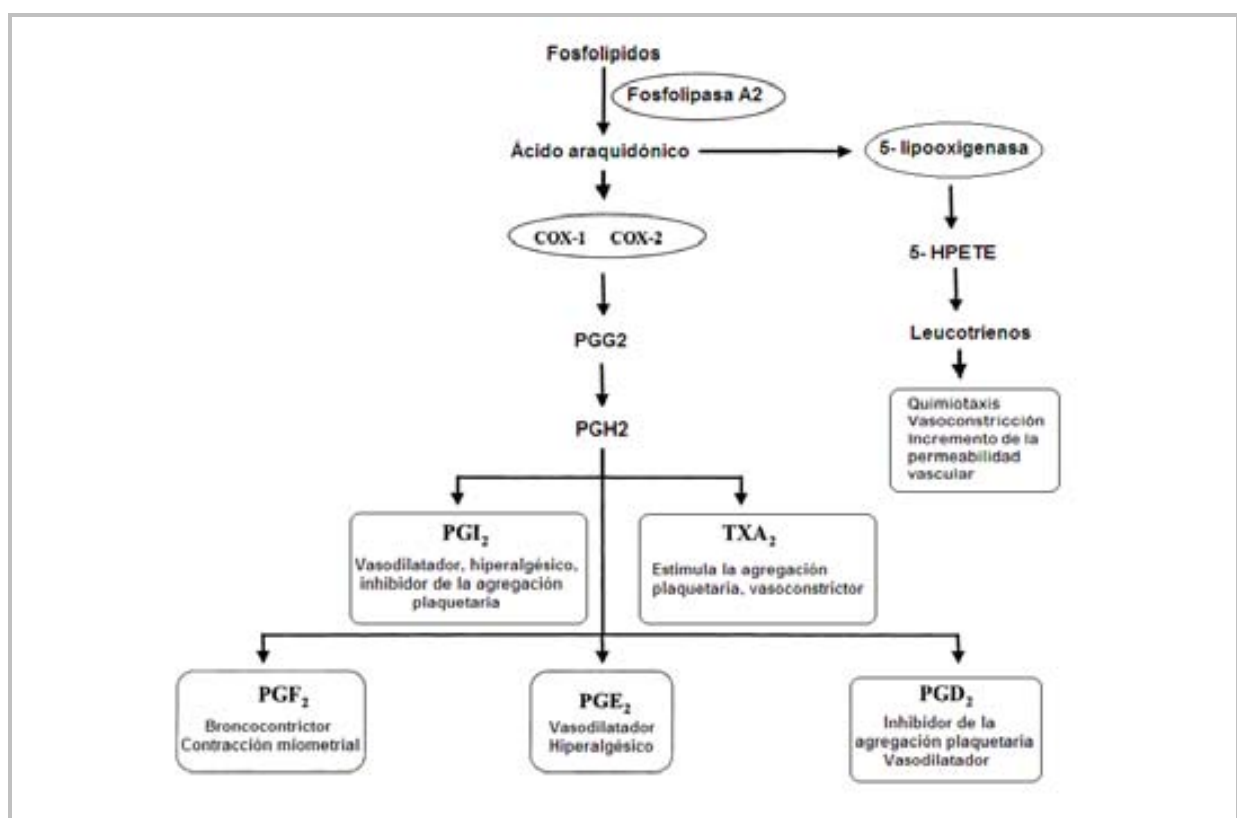 Fosfolípidos
Fosfolipasa A2
Ácido araquidónico
5- lipooxigenasa
COX-1 COX-2
5- HPETE
PGG2
Leucotrienos
Quimiotaxis
Vasoconstricción
Incremento de la
permeabilidad
vascular
PGH2
PGI₂
Vasodilatador, hiperalgésico,
inhibidor de la agregación
plaquetaria
TXA₂
Estimula la agregación
plaquetaria, vasoconstrictor
PGF₂
Broncocontrictor
Contracción miometrial
PGE₂
Vasodilatador
Hiperalgésico
PGD₂
Inhibidor de la
agregación plaquetaria
Vasodilatador